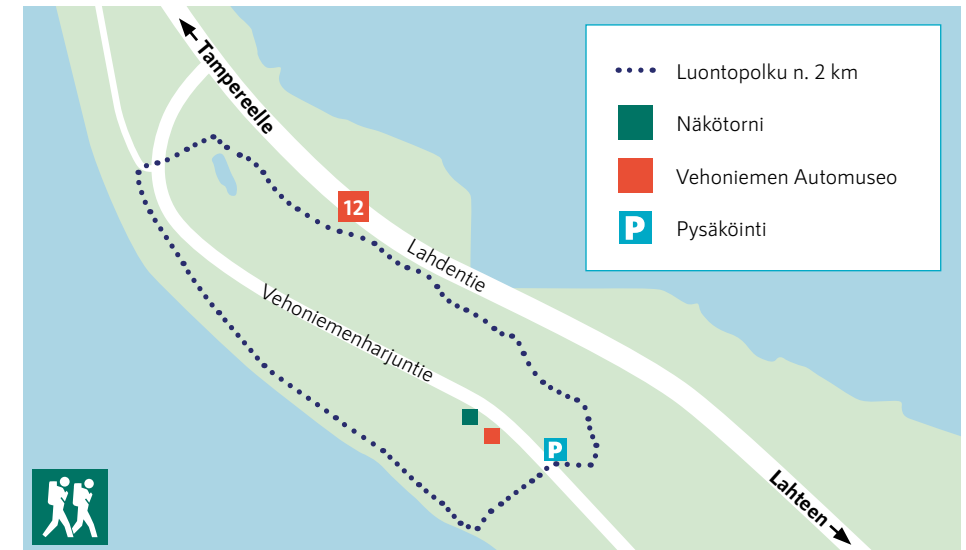 Tampereelle
Luontopolku n. 2 km
Näkötorni
Vehoniemen Automuseo
P Pysäköinti
12
Lahdentie
Vehoniemenharjuntie
P
Lahteen